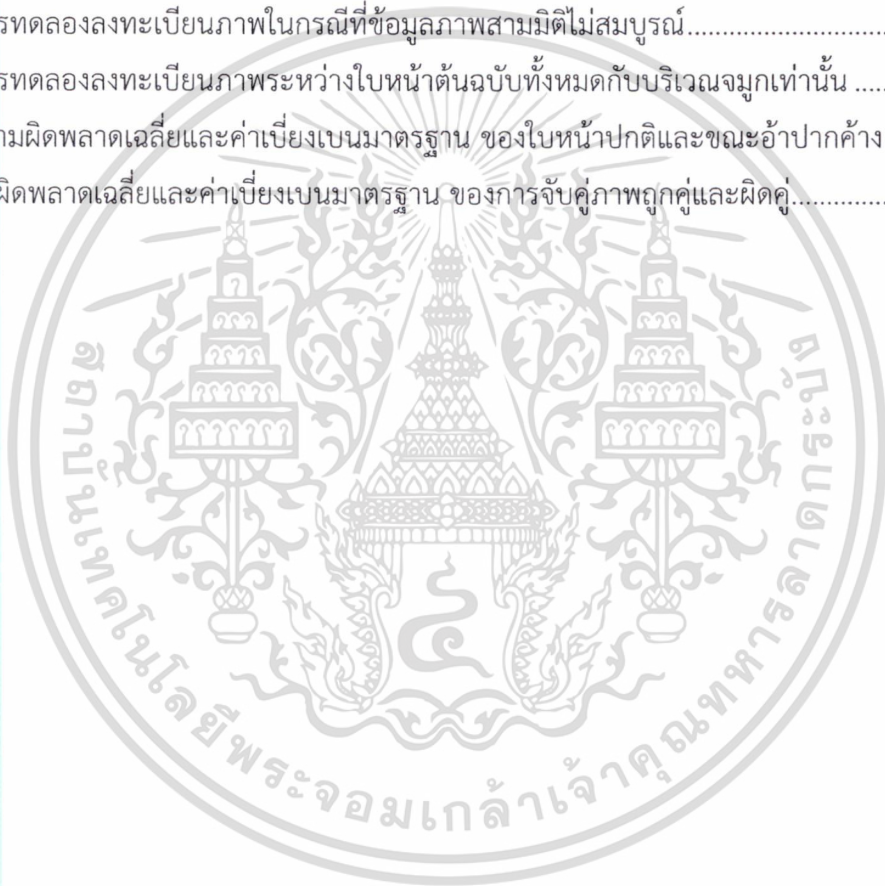 รทดลองลงทะเบียนภาพในกรณีที่ข้อมูลภาพสามมิติไม่สมบูรณ์
รทดลองลงทะเบียนภาพระหว่างใบหน้าต้นฉบับทั้งหมดกับบริเวณจมูกเท่านั้น
ามผิดพลาดเฉลี่ยและค่าเบี่ยงเบนมาตรฐาน ของใบหน้าปกติและขณะอ้าปากค้าง
ผิดพลาดเฉลี่ยและค่าเบี่ยงเบนมาตรฐาน ของการจับคู่ภาพถูกคู่และผิดคู่
สถาบันเทคโนโลยีพระจอมเกล้าเจ้าคุณทหารลาดกระบัง